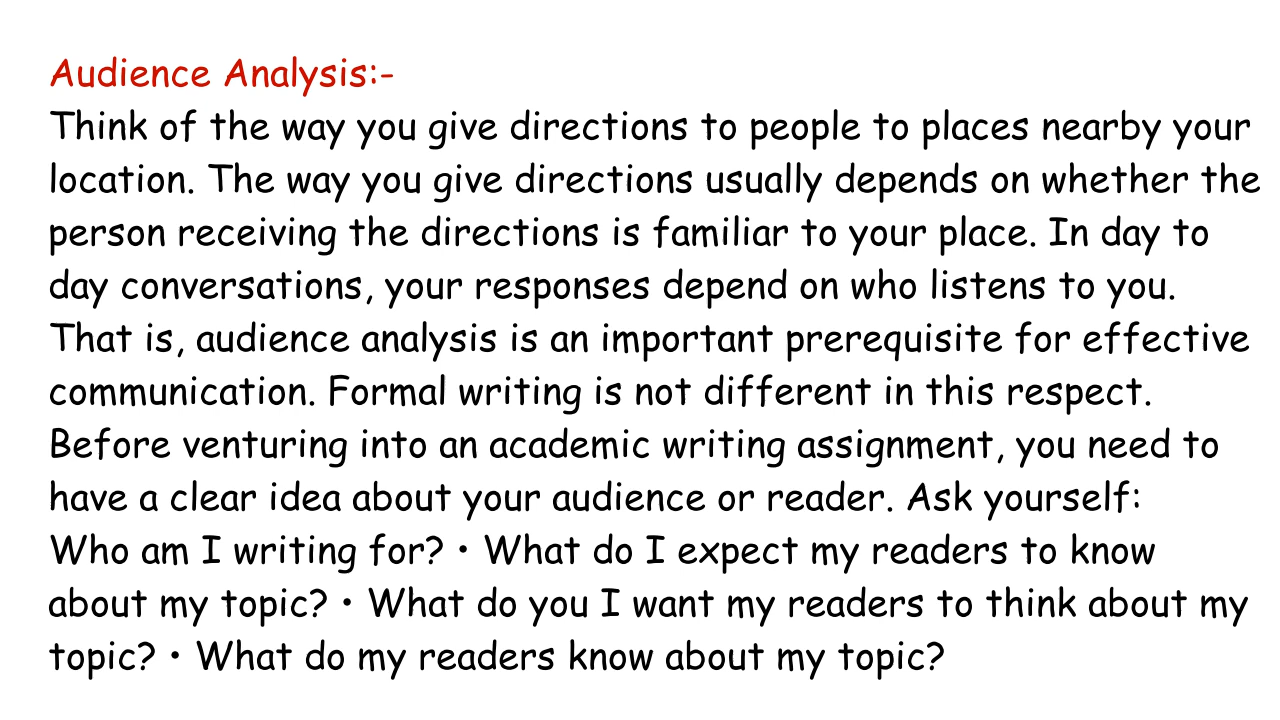 Audience Analysis:-
Think of the way you give directions to people to places nearby your
location. The way you give directions usually depends on whether the
person receiving the directions is familiar to your place. In day to
day conversations, your responses depend on who listens to you.
That is, audience analysis is an important prerequisite for effective
communication. Formal writing is not different in this respect.
Before venturing into an academic writing assignment, you need to
have a clear idea about your audience or reader. Ask yourself:
Who am I writing for? • What do I expect my readers to know
about my topic? • What do you I want my readers to think about my
topic? • What do my readers know about my topic?